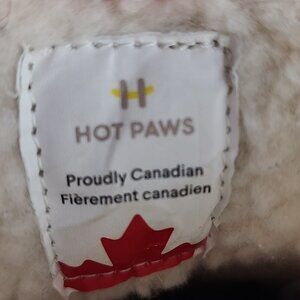 H
HOT PAWS
Proudly Canadian
Fièrement canadien